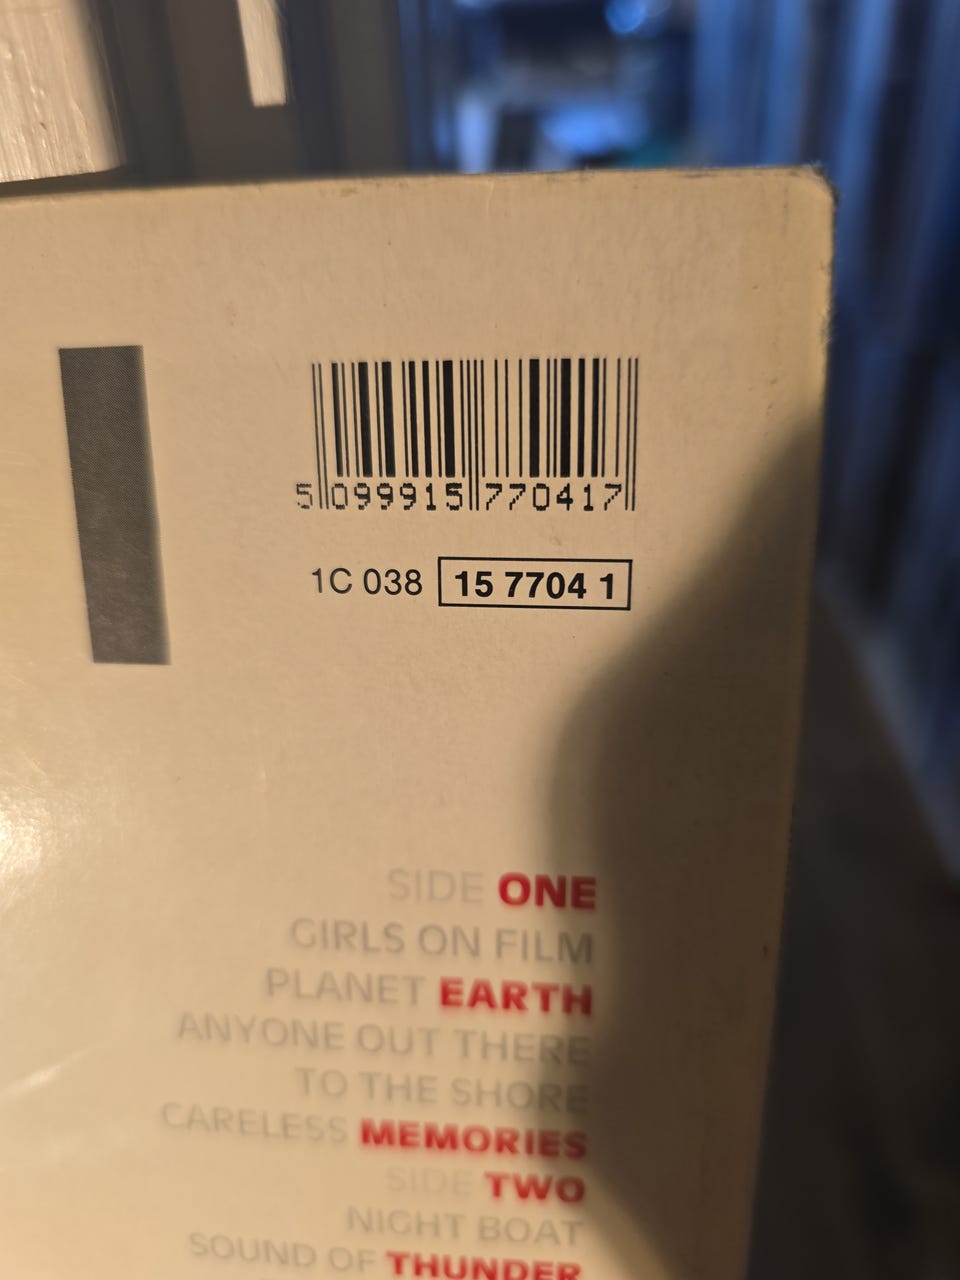 5 099915 770417
1C 038 15 7704 1
SIDE ONE
GIRLS ON FILM
PLANET EARTH
ANYONE OUT THERE
TO THE SHORE
CARELESS MEMORIES
SIDE TWO
NIGHT BOAT
SOUND OF THUNDER